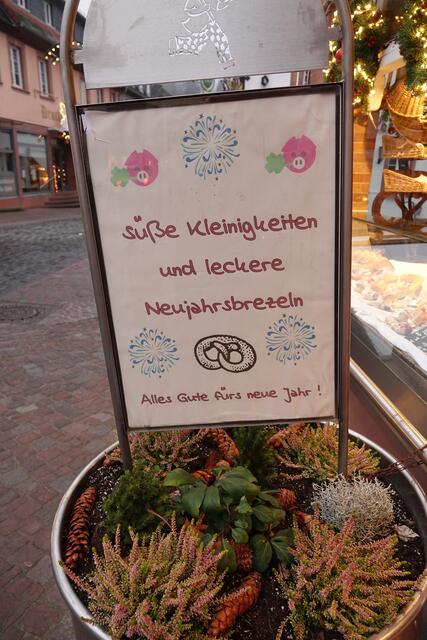 süße Kleinigkeiten
und leckere
Neujahrsbrezeln
Alles Gute fürs neue Jahr !